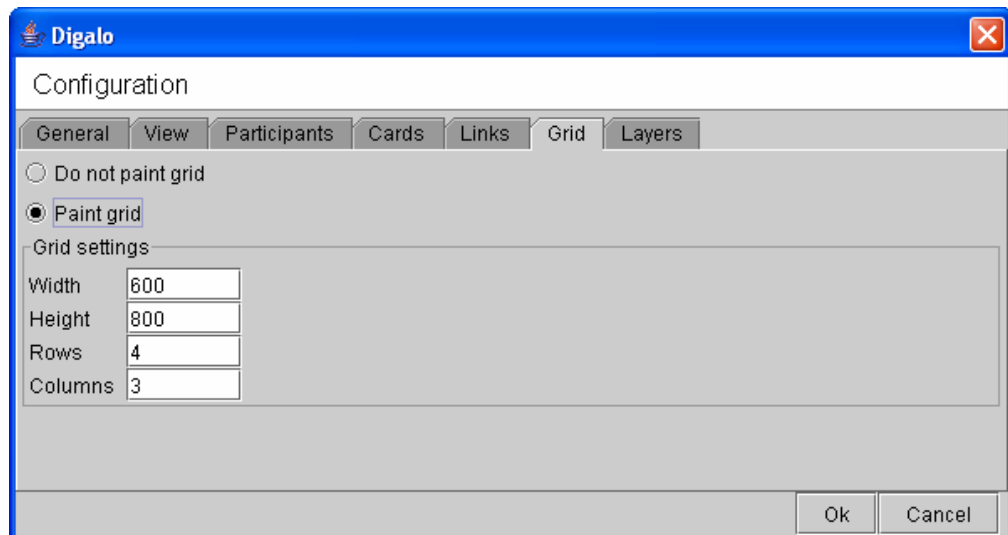 Digalo
Configuration
General View Participants Cards Links Grid Layers
Do not paint grid
Paint grid
Grid settings
Width 600
Height 800
Rows 4
Columns 3
Ok Cancel